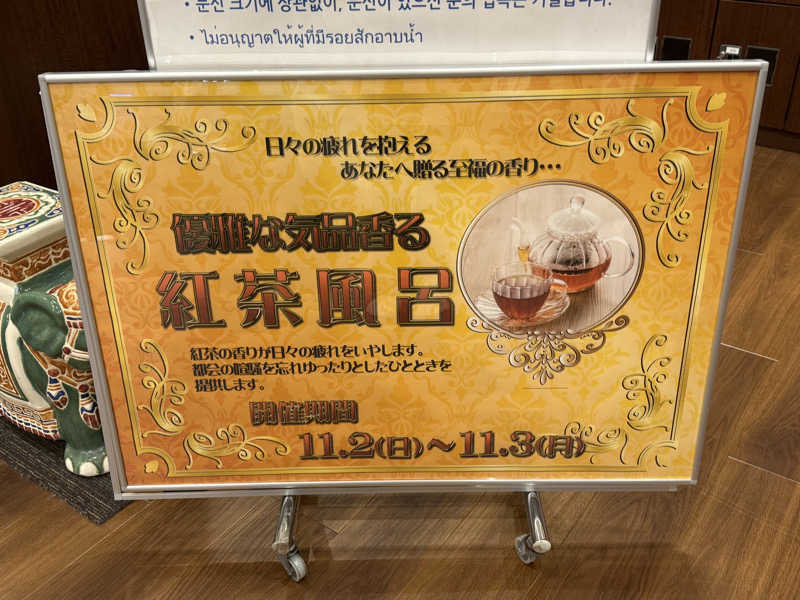 • 문신 크기에 상관없이, 문신이 있으신 분의 입욕은 거절합니다.
• ไม่อนุญาตให้ผู้ที่มีรอยสักอาบน้ำ
日々の疲れを抱える
あなたへ贈る至福の香り…
優雅な気品香る
紅茶風呂
紅茶の香りが日々の疲れをいやします。
都会の喧騒を忘れゆったりとしたひとときを
提供します。
開催期間
11.2(日)～11.3(月)